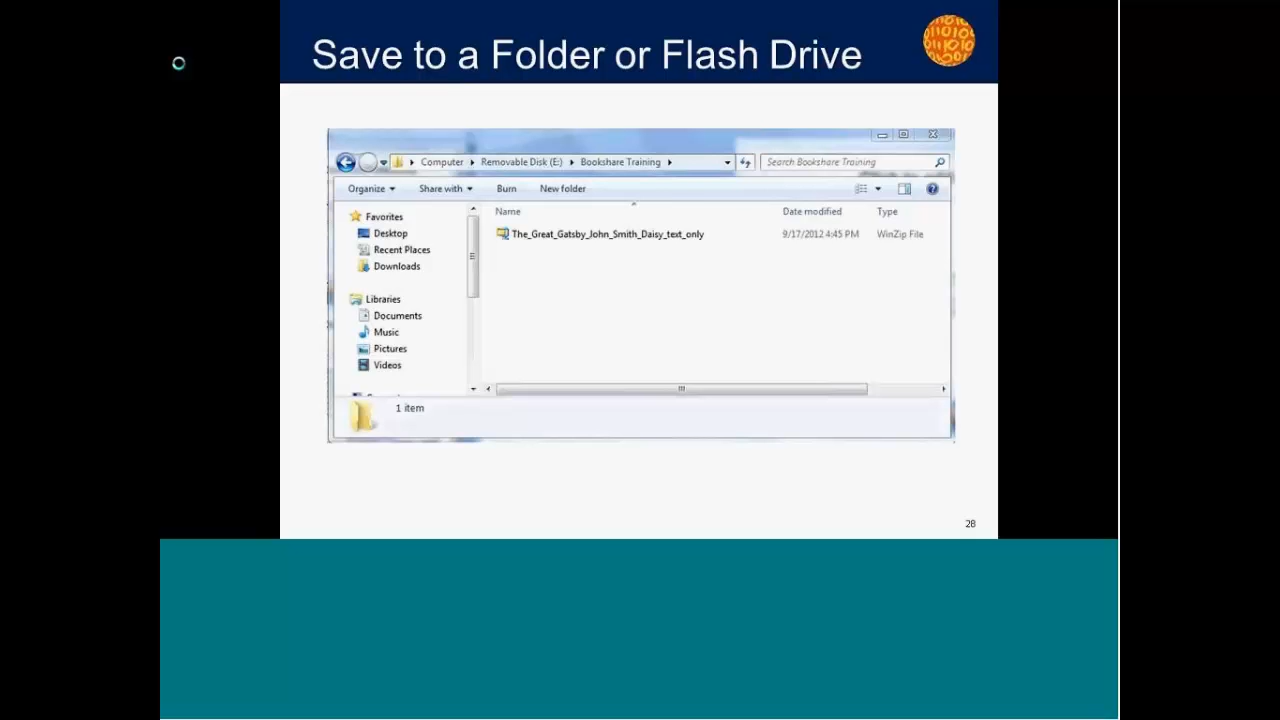 Save to a Folder or Flash Drive
Computer Removable Disk (E:) Bookshare Training Search Bookshare Training
Organize Share with Burn New folder
Favorites
Desktop
Recent Places
Downloads
Libraries
Documents
Music
Pictures
Videos
Name Date modified Type
The_Great_Gatsby_John_Smith_Daisy_text_only 9/17/2012 4:45 PM WinZip File
1 item
28